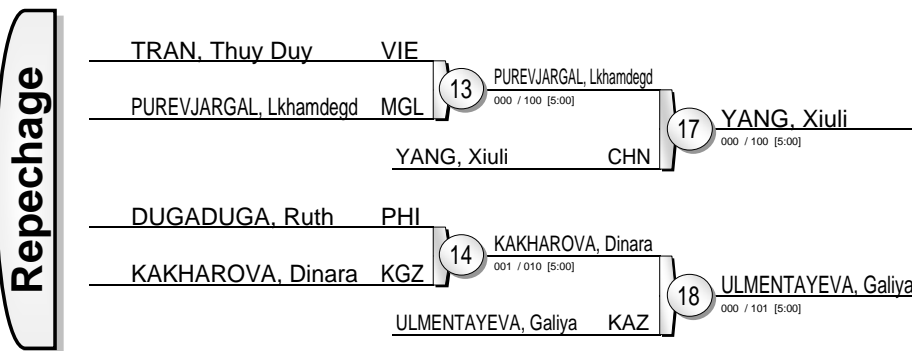 Repechage
TRAN, Thuy Duy VIE
13 PUREVJARGAL, Lkhamdegd
000 / 100 [5:00]
PUREVJARGAL, Lkhamdegd MGL
17 YANG, Xiuli
000 / 100 [5:00]
YANG, Xiuli CHN
DUGADUGA, Ruth PHI
14 KAKHAROVA, Dinara
001 / 010 [5:00]
KAKHAROVA, Dinara KGZ
18 ULMENTAYEVA, Galiya
000 / 101 [5:00]
ULMENTAYEVA, Galiya KAZ